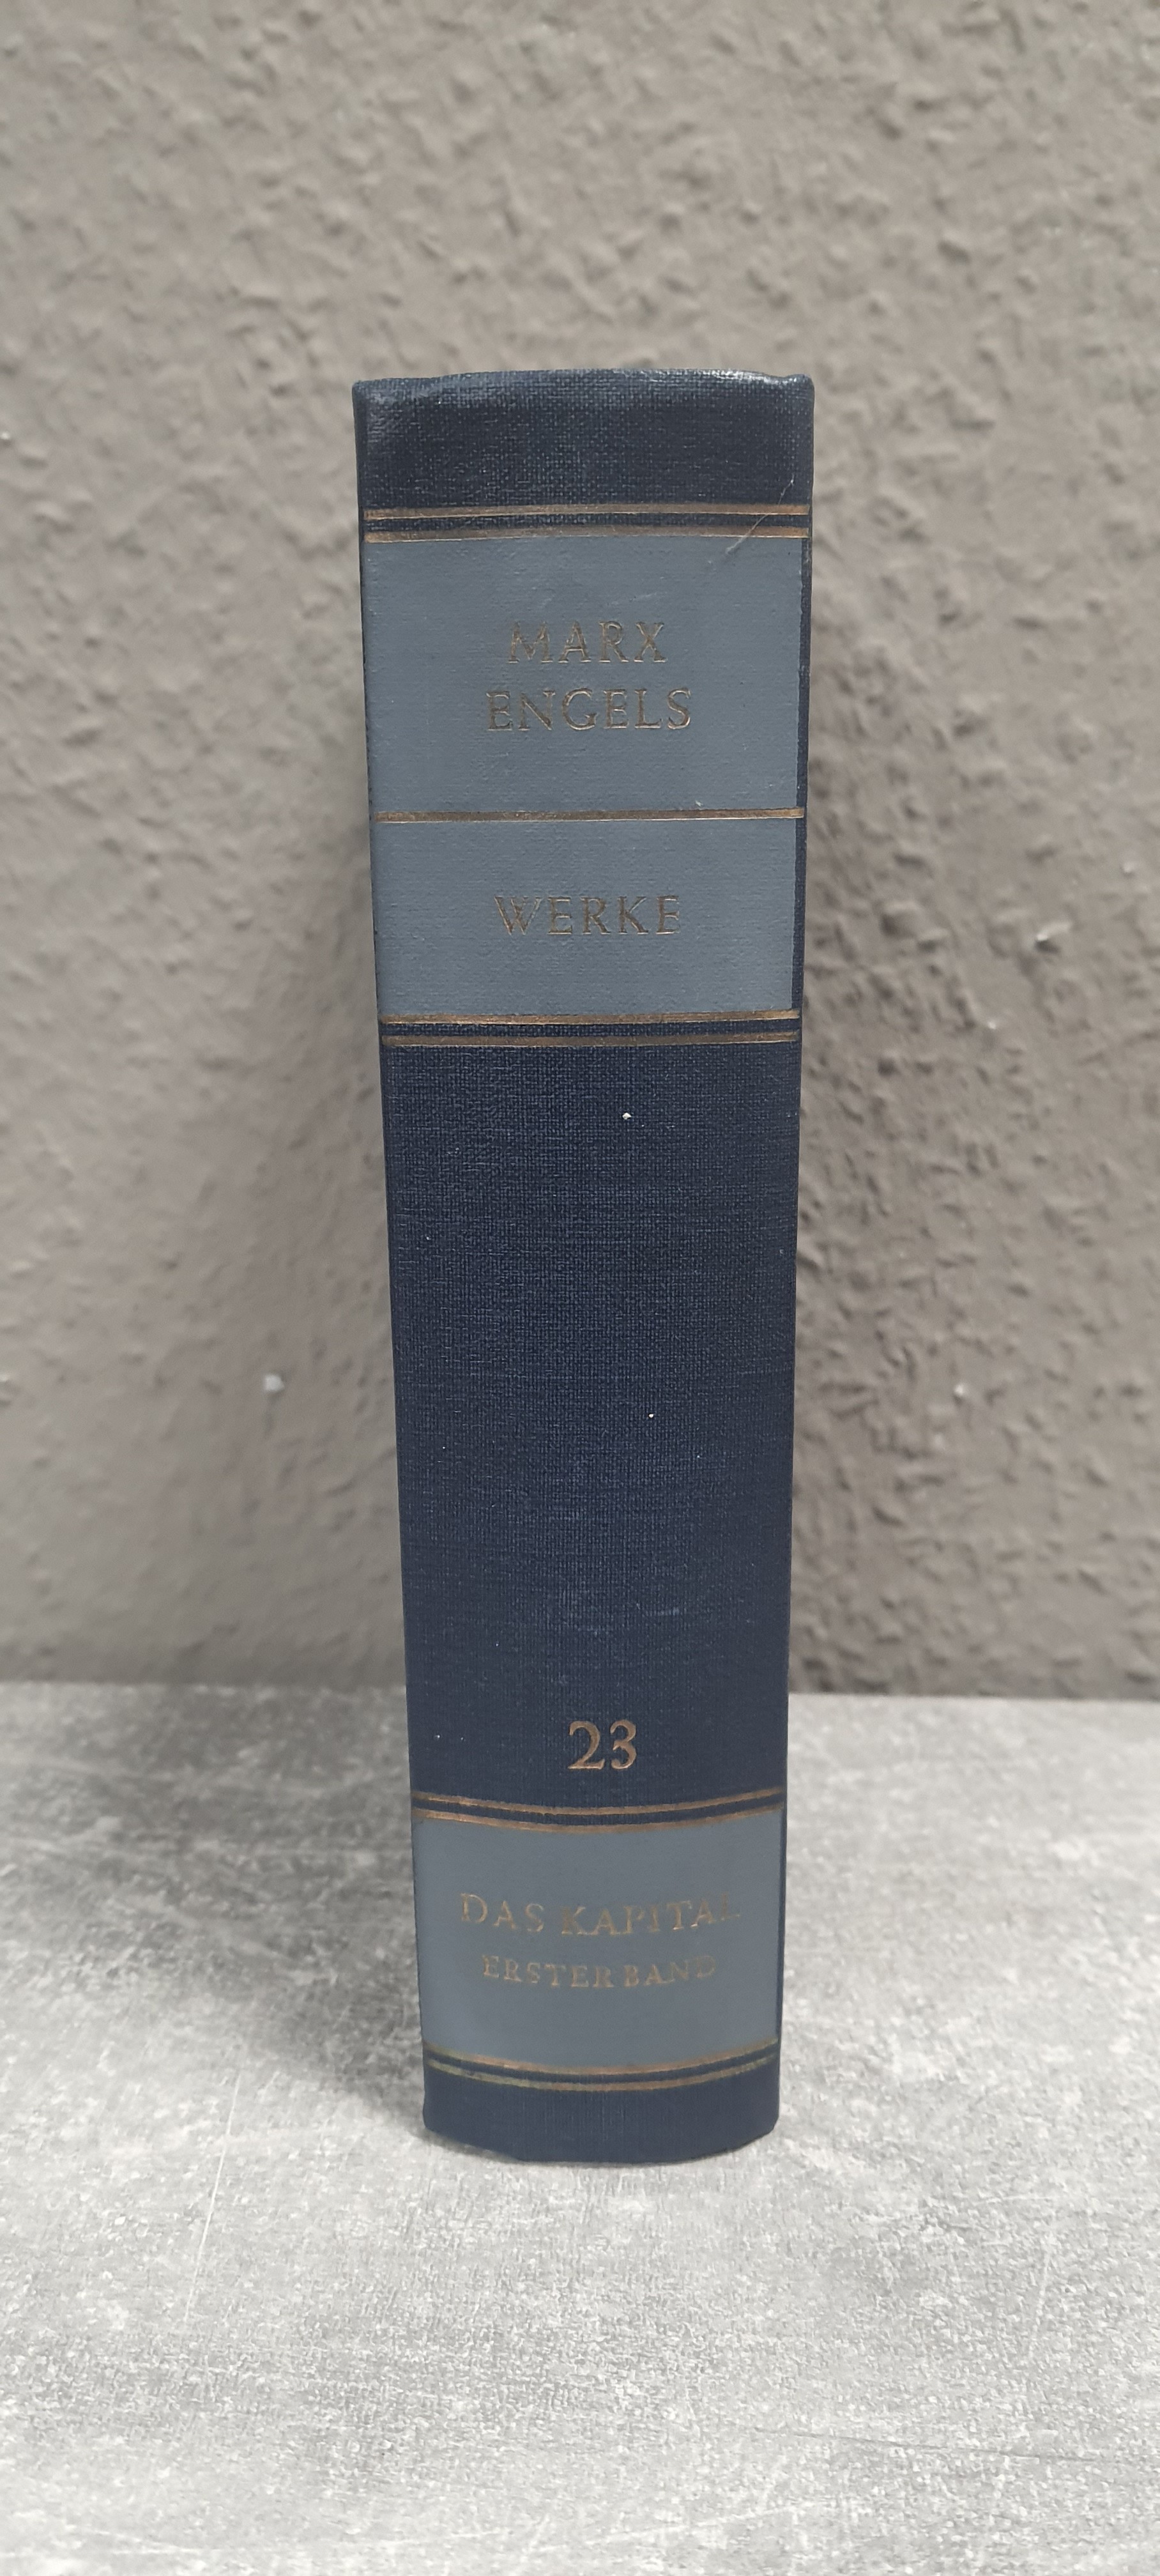 MARX
ENGELS
WERKE
23
DAS KAPITAL
ERSTER BAND